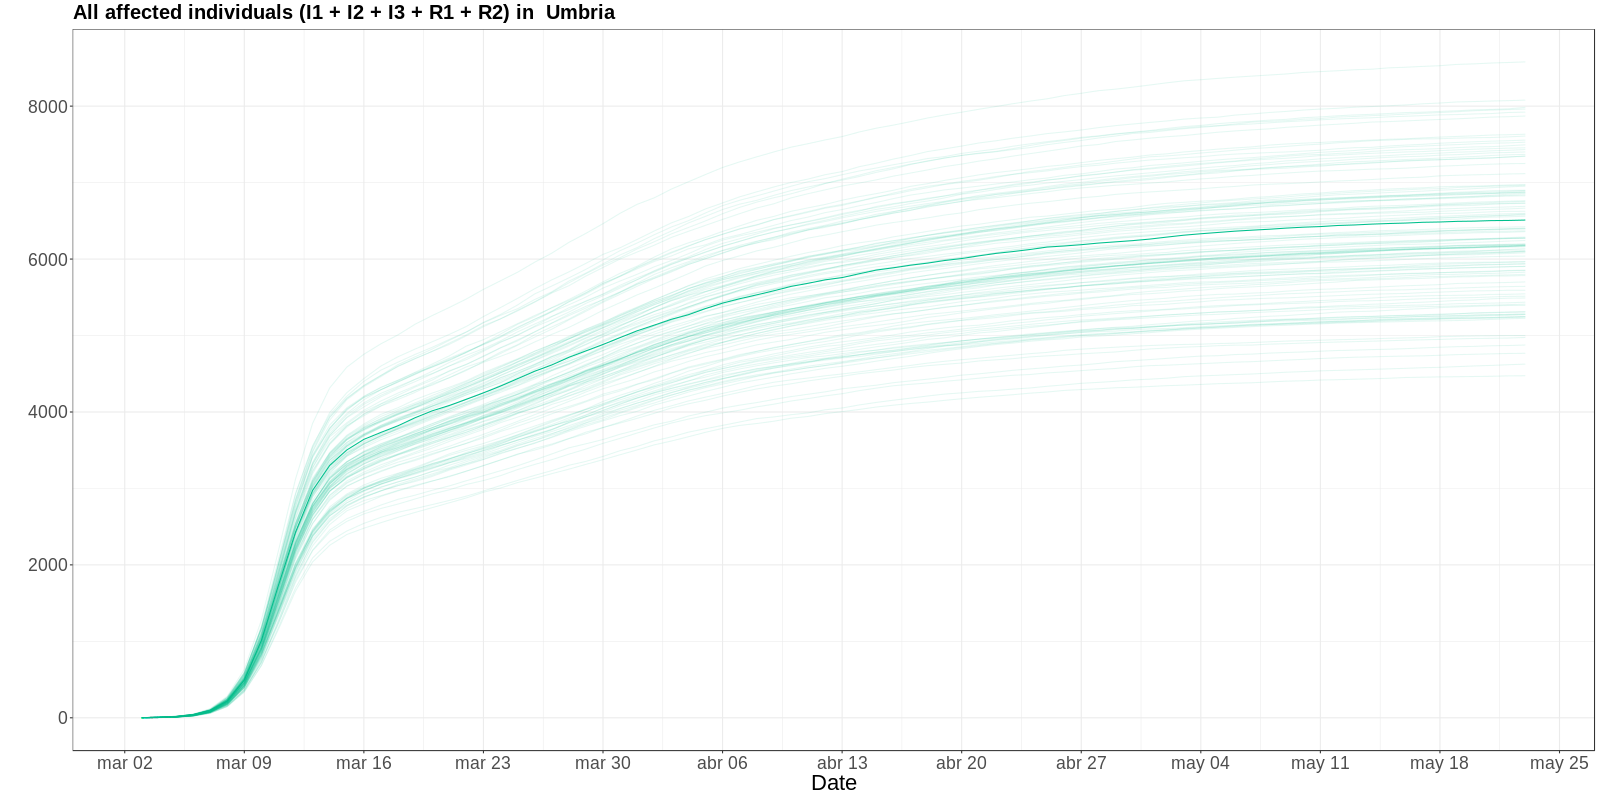 All affected individuals (I1 + I2 + I3 + R1 + R2) in  Umbria
8000
6000
4000
2000
0
mar 02 mar 09 mar 16 mar 23 mar 30 abr 06 abr 13 abr 20 abr 27 may 04 may 11 may 18 may 25
Date